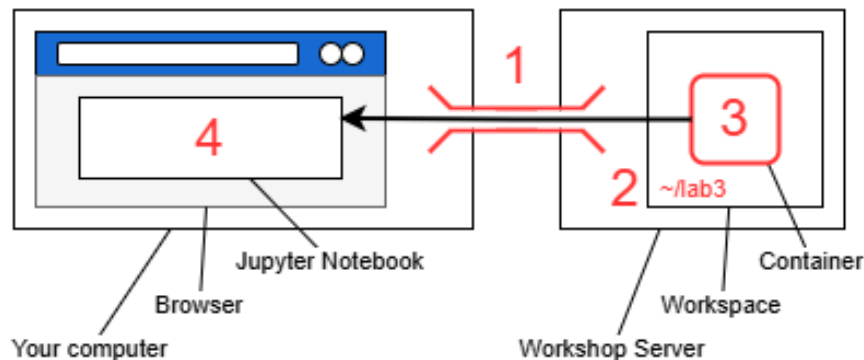 1
4
3
2
~/lab3
Jupyter Notebook
Container
Browser
Workspace
Your computer
Workshop Server